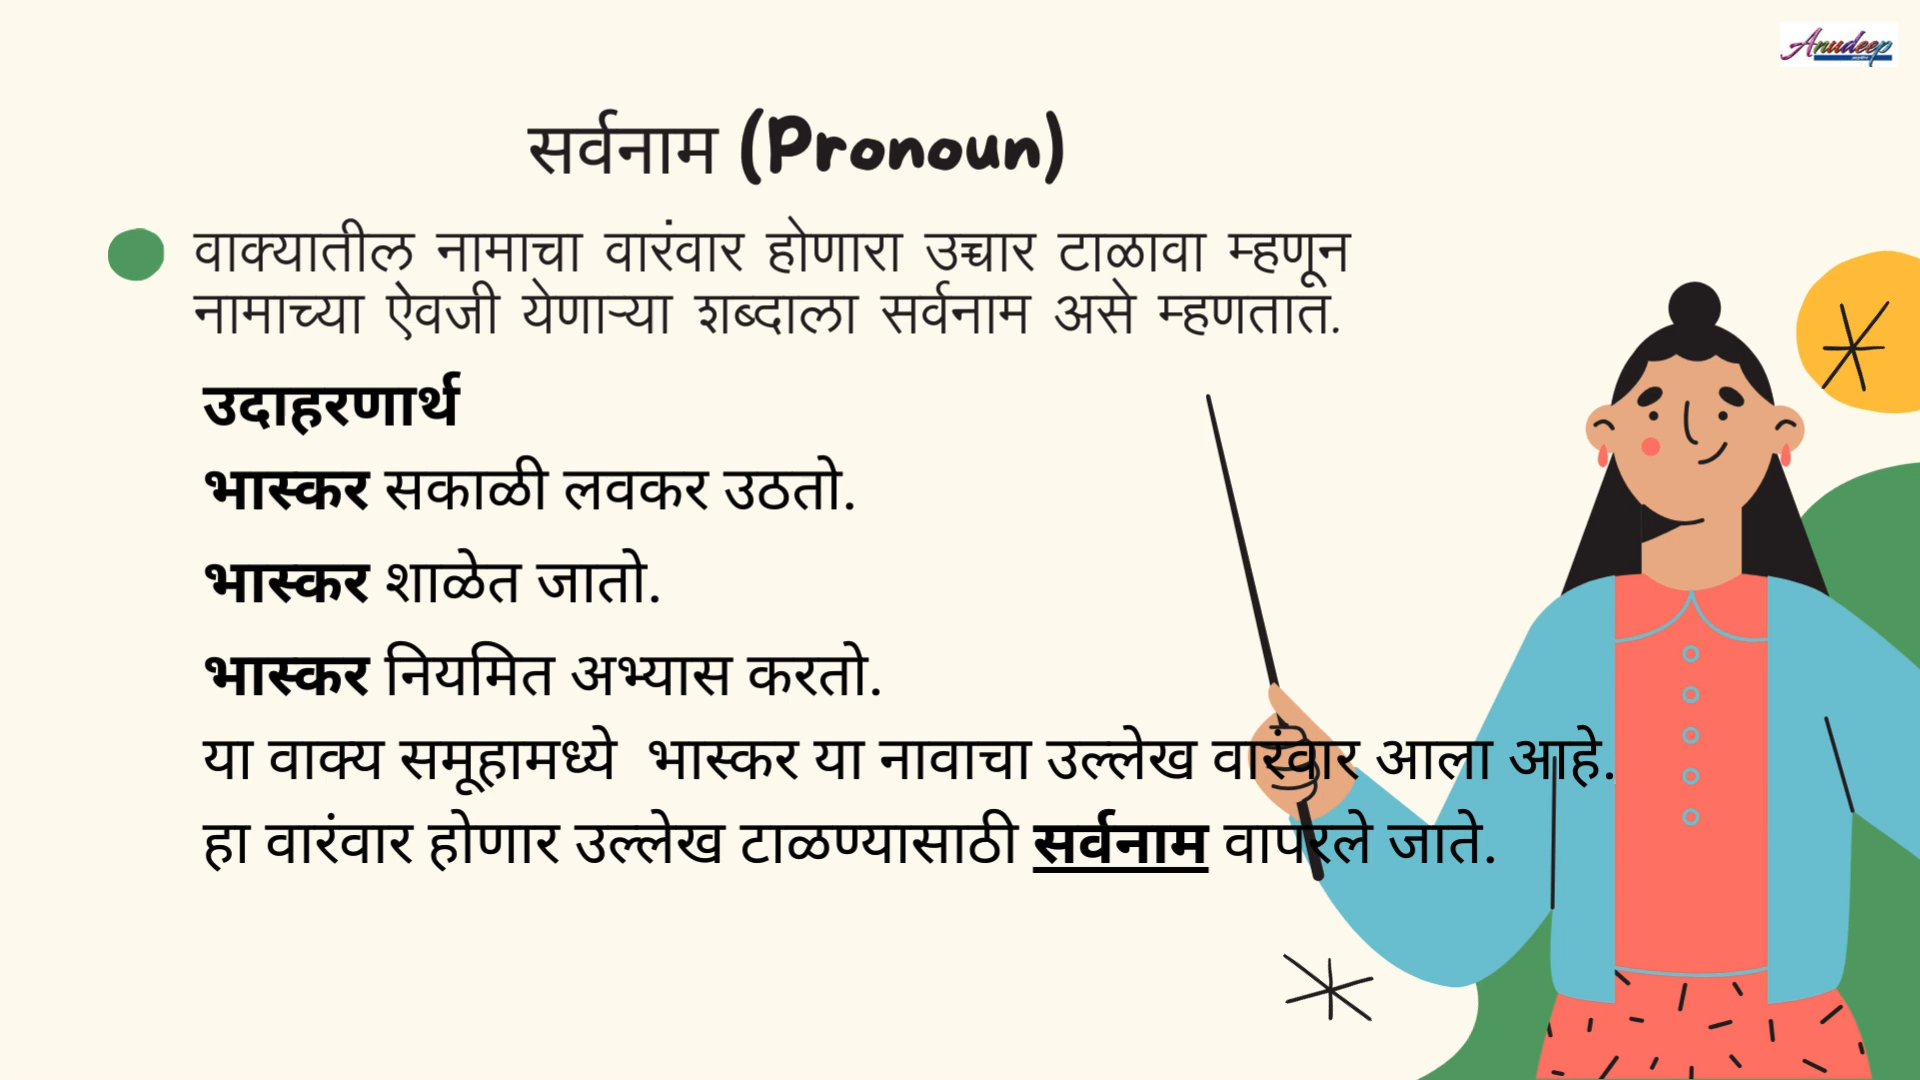 Anudeep
सर्वनाम (Pronoun)
वाक्यातील नामाचा वारंवार होणारा उच्चार टाळावा म्हणून
नामाच्या ऐवजी येणाऱ्या शब्दाला सर्वनाम असे म्हणतात.
उदाहरणार्थ
भास्कर सकाळी लवकर उठतो.
भास्कर शाळेत जातो.
भास्कर नियमित अभ्यास करतो.
या वाक्य समूहामध्ये भास्कर या नावाचा उल्लेख वारंवार आला आहे.
हा वारंवार होणार उल्लेख टाळण्यासाठी सर्वनाम वापरले जाते.